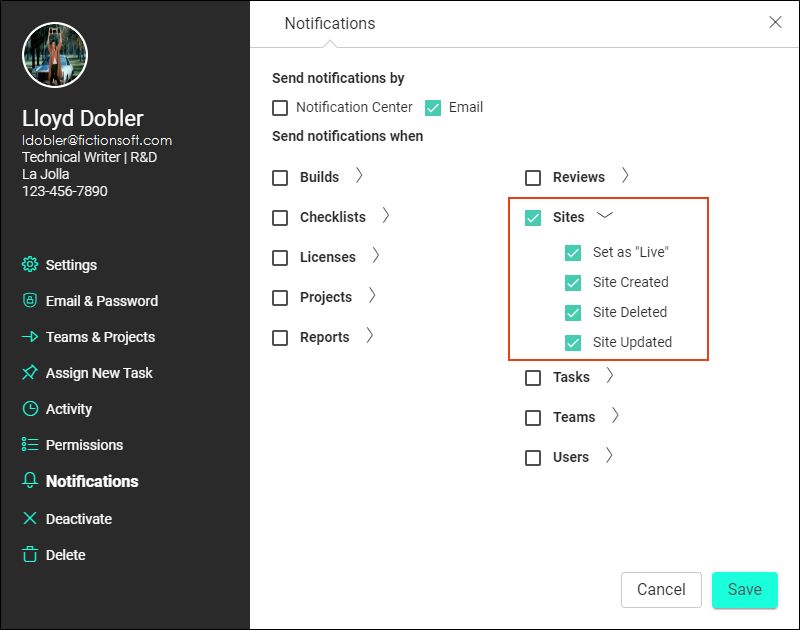 Lloyd Dobler
ldobler@fictionsoft.com
Technical Writer | R&D
La Jolla
123-456-7890
Settings
Email & Password
Teams & Projects
Assign New Task
Activity
Permissions
Notifications
Deactivate
Delete
Notifications
Send notifications by
Notification Center Email
Send notifications when
Builds
Checklists
Licenses
Projects
Reports
Reviews
Sites
Set as "Live"
Site Created
Site Deleted
Site Updated
Tasks
Teams
Users
Cancel Save